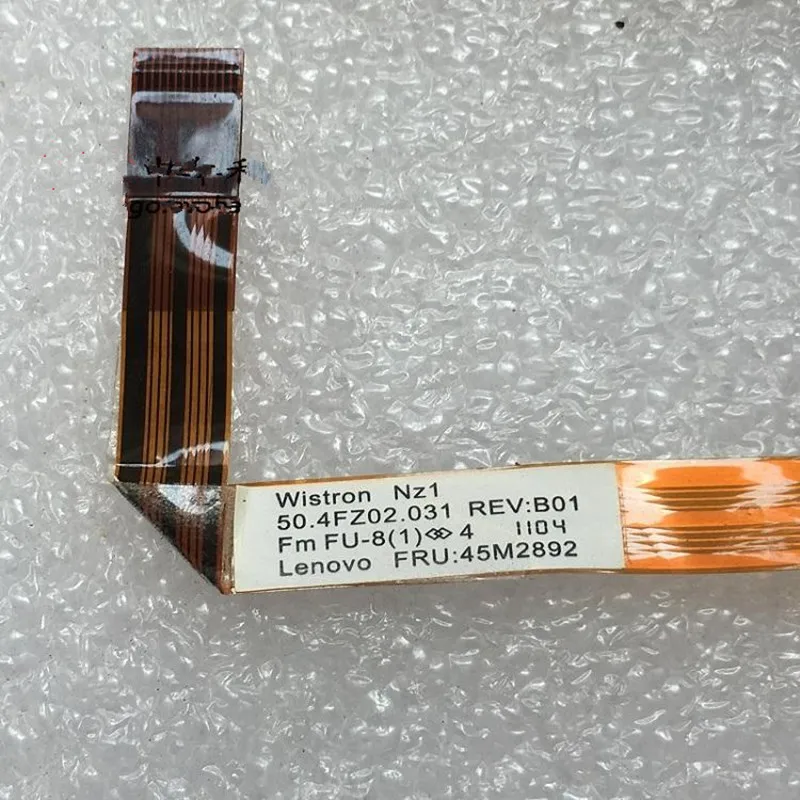 Wistron Nz1
50.4FZ02.031 REV:B01
Fm FU-8(1) 4 1104
Lenovo FRU:45M2892